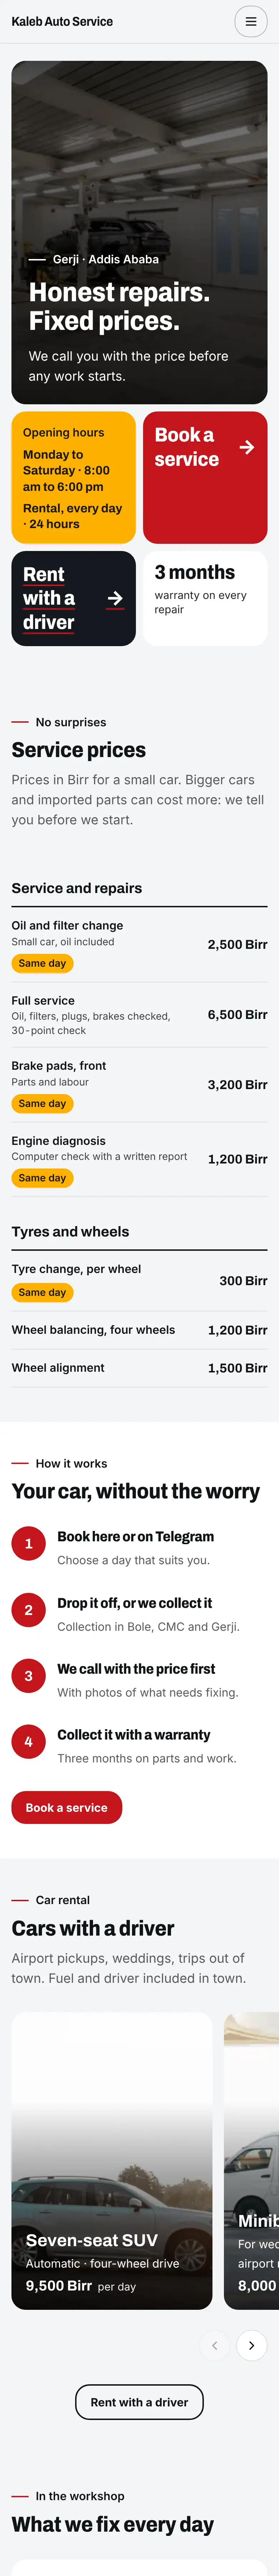 Kaleb Auto Service
Gerji · Addis Ababa
Honest repairs.
Fixed prices.
We call you with the price before
any work starts.
Opening hours
Monday to
Saturday · 8:00
am to 6:00 pm
Rental, every day
· 24 hours
Book a
service
Rent
with a
driver
3 months
warranty on every
repair
No surprises
Service prices
Prices in Birr for a small car. Bigger cars
and imported parts can cost more: we tell
you before we start.
Service and repairs
Oil and filter change
Small car, oil included
Same day
2,500 Birr
Full service
Oil, filters, plugs, brakes checked,
30-point check
6,500 Birr
Brake pads, front
Parts and labour
Same day
3,200 Birr
Engine diagnosis
Computer check with a written report
Same day
1,200 Birr
Tyres and wheels
Tyre change, per wheel
Same day
300 Birr
Wheel balancing, four wheels
1,200 Birr
Wheel alignment
1,500 Birr
How it works
Your car, without the worry
1
Book here or on Telegram
Choose a day that suits you.
2
Drop it off, or we collect it
Collection in Bole, CMC and Gerji.
3
We call with the price first
With photos of what needs fixing.
4
Collect it with a warranty
Three months on parts and work.
Book a service
Car rental
Cars with a driver
Airport pickups, weddings, trips out of
town. Fuel and driver included in town.
Seven-seat SUV
Automatic · four-wheel drive
9,500 Birr per day
For
airport
8,000
Rent with a driver
In the workshop
What we fix every day